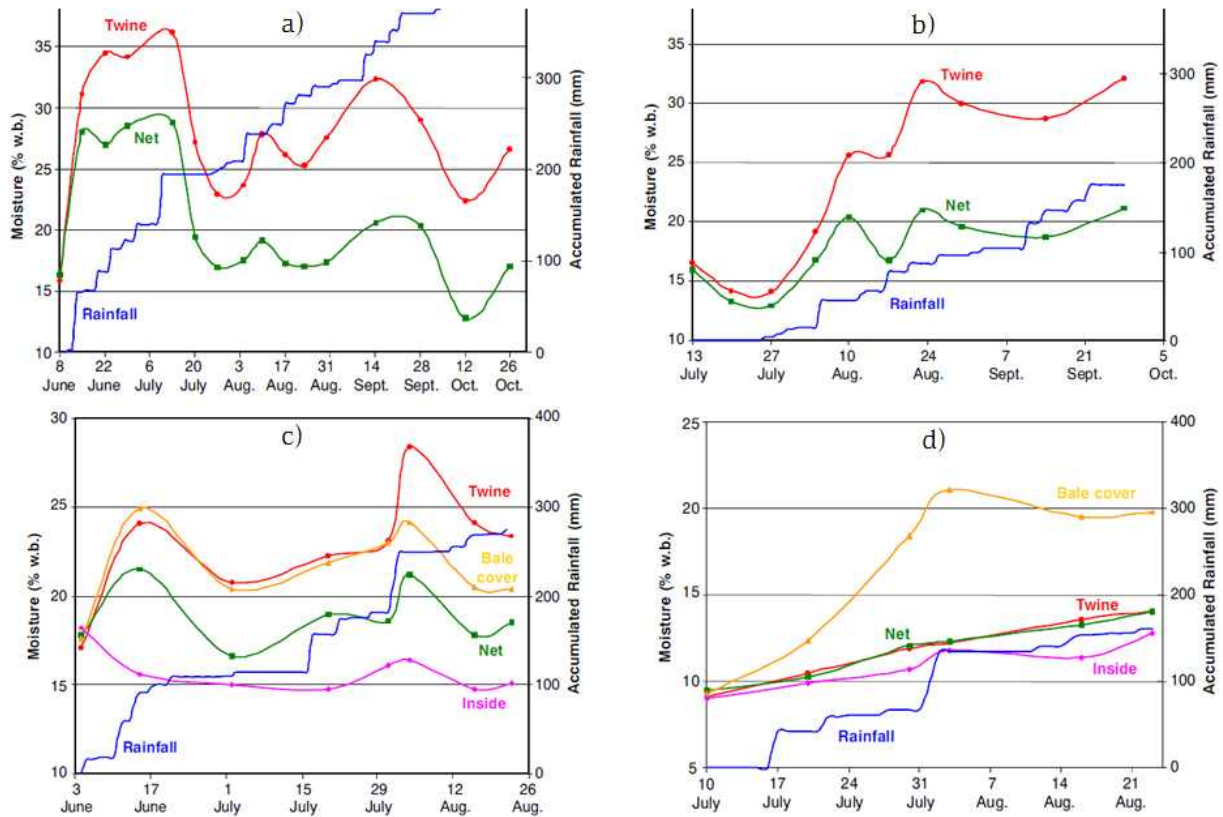 a)
Twine
Net
Rainfall
Moisture (% w.b.)
35
30
25
20
15
10
Accumulated Rainfall (mm)
300
200
100
0
8 22 6 20 3 17 31 14 28 12 26
June June July July Aug. Aug. Aug. Sept. Sept. Oct. Oct.
b)
Twine
Net
Moisture (% w.b.)
35
30
25
20
15
10
Accumulated Rainfall (mm)
300
200
100
0
13 27 10 24 7 21 5
July July Aug. Aug. Sept. Sept. Oct.
c)
Twine
Bale
cover
Net
Inside
Rainfall
Moisture (% w.b.)
30
25
20
15
10
Accumulated Rainfall (mm)
400
300
200
100
0
3 17 1 15 29 12 26
June June July July July Aug. Aug.
d)
Bale cover
Twine
Net
Inside
Rainfall
Moisture (% w.b.)
25
20
15
10
5
Accumulated Rainfall (mm)
400
300
200
100
0
10 17 24 31 7 14 21
July July July July Aug. Aug. Aug.